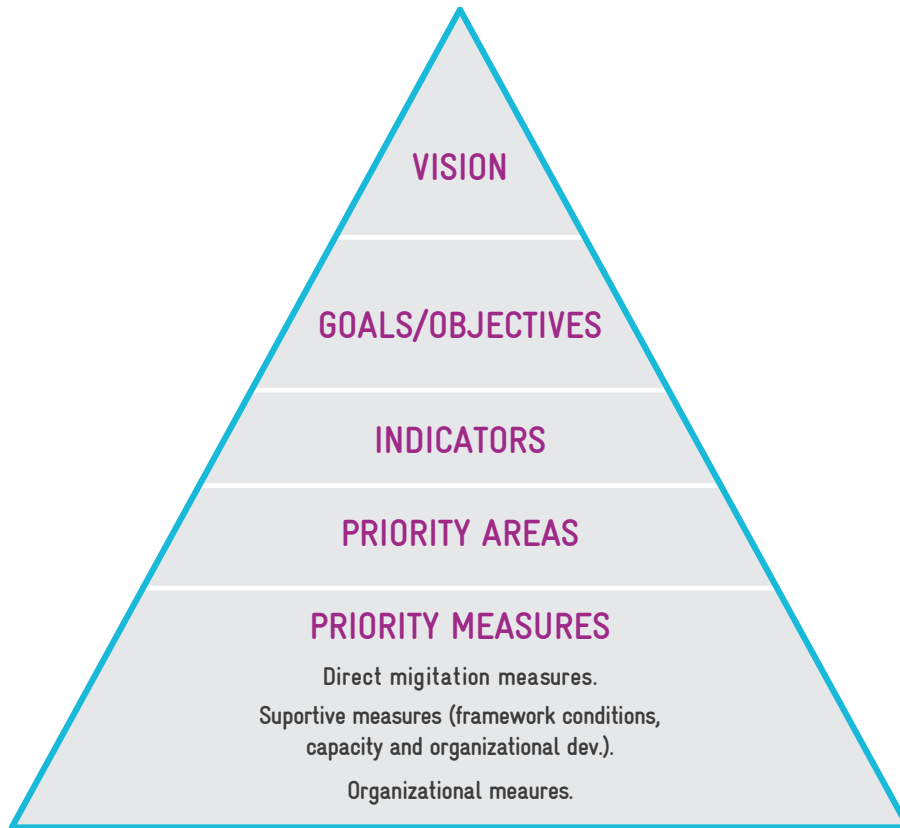 VISION
GOALS/OBJECTIVES
INDICATORS
PRIORITY AREAS
PRIORITY MEASURES
Direct migitation measures.
Suportive measures (framework conditions,
capacity and organizational dev.).
Organizational meaures.